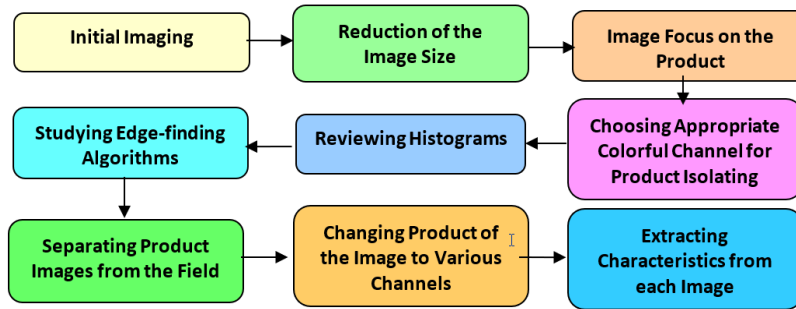 Initial Imaging
Reduction of the
Image Size
Image Focus on the
Product
Choosing Appropriate
Colorful Channel for
Product Isolating
Reviewing Histograms
Studying Edge-finding
Algorithms
Separating Product
Images from the Field
Changing Product of
the Image to Various
Channels
Extracting
Characteristics from
each Image